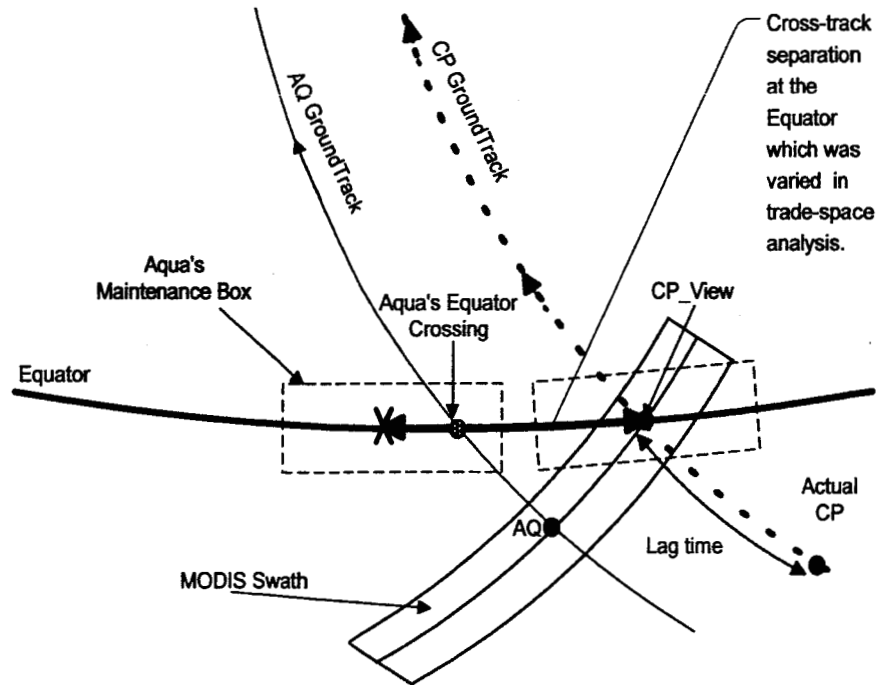 Cross-track
separation
at the
Equator
which was
varied in
trade-space
analysis.
AQ GroundTrack
CP GroundTrack
Aqua's
Maintenance Box
Aqua's Equator
Crossing
CP_View
Equator
Actual
CP
AQ
Lag time
MODIS Swath